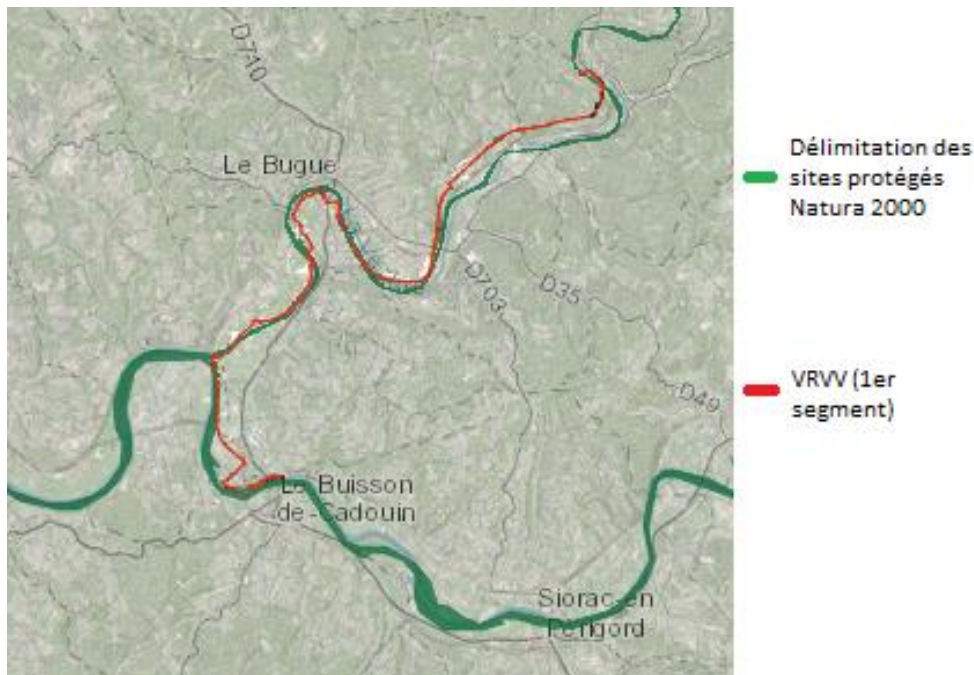 D710
Le Bugue
D703
D35
D49
Le Buisson
de-Cadouin
Siorac-en
Périgord
Délimitation des
sites protégés
Natura 2000
VRVV (1er
segment)